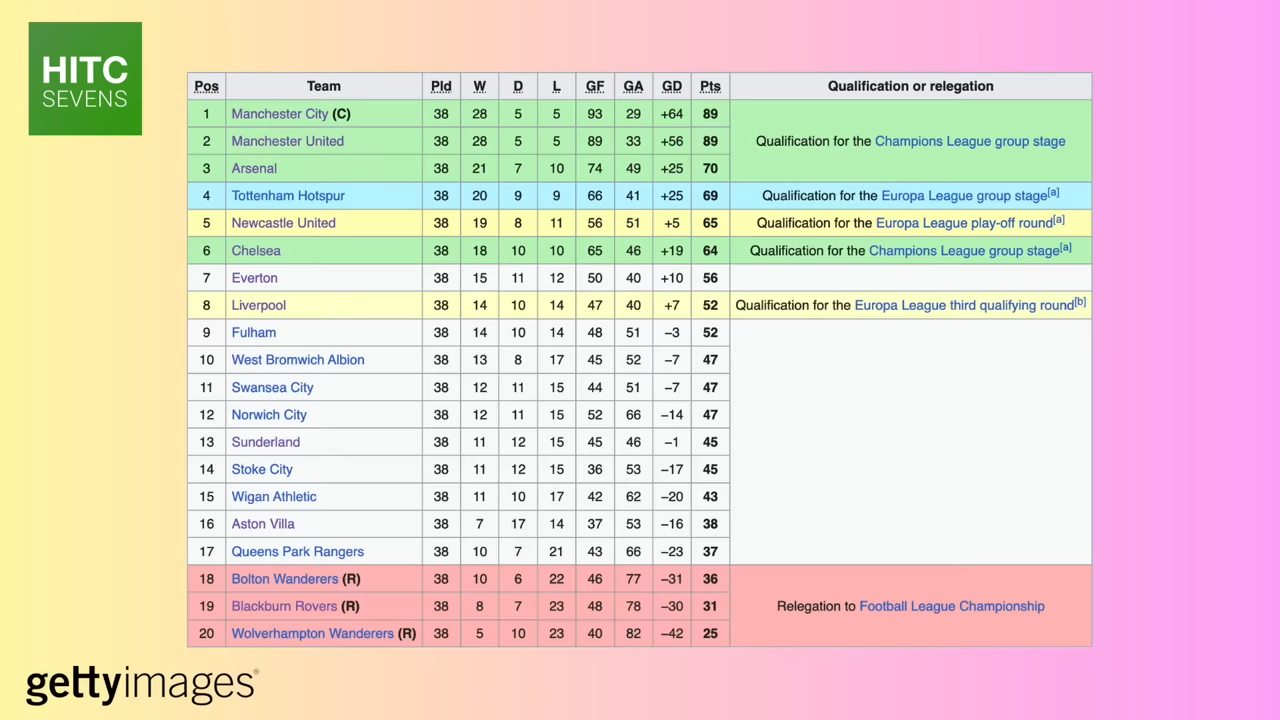 HITC
SEVENS
Pos Team Pld W D L GF GA GD Pts Qualification or relegation
1 Manchester City (C) 38 28 5 5 93 29 +64 89
2 Manchester United 38 28 5 5 89 33 +56 89 Qualification for the Champions League group stage
3 Arsenal 38 21 7 10 74 49 +25 70
4 Tottenham Hotspur 38 20 9 9 66 41 +25 69 Qualification for the Europa League group stage[a]
5 Newcastle United 38 19 8 11 56 51 +5 65 Qualification for the Europa League play-off round[a]
6 Chelsea 38 18 10 10 65 46 +19 64 Qualification for the Champions League group stage[a]
7 Everton 38 15 11 12 50 40 +10 56
8 Liverpool 38 14 10 14 47 40 +7 52 Qualification for the Europa League third qualifying round[b]
9 Fulham 38 14 10 14 48 51 −3 52
10 West Bromwich Albion 38 13 8 17 45 52 −7 47
11 Swansea City 38 12 11 15 44 51 −7 47
12 Norwich City 38 12 11 15 52 66 −14 47
13 Sunderland 38 11 12 15 45 46 −1 45
14 Stoke City 38 11 12 15 36 53 −17 45
15 Wigan Athletic 38 11 10 17 42 62 −20 43
16 Aston Villa 38 7 17 14 37 53 −16 38
17 Queens Park Rangers 38 10 7 21 43 66 −23 37
18 Bolton Wanderers (R) 38 10 6 22 46 77 −31 36
19 Blackburn Rovers (R) 38 8 7 23 48 78 −30 31 Relegation to Football League Championship
20 Wolverhampton Wanderers (R) 38 5 10 23 40 82 −42 25
gettyimages®